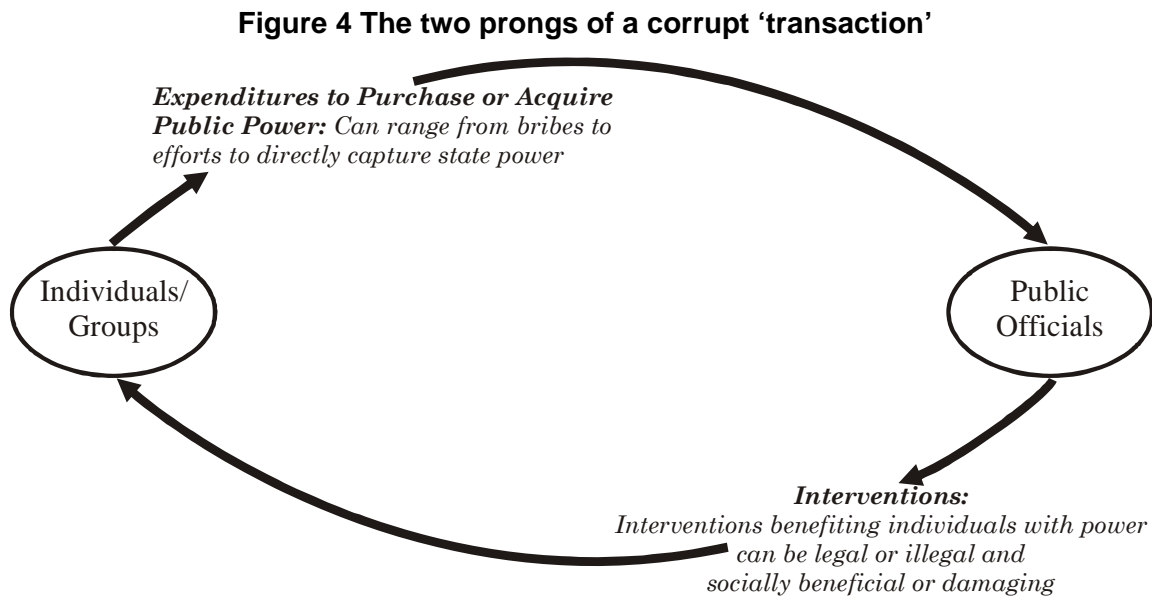 Figure 4 The two prongs of a corrupt ‘transaction’
Expenditures to Purchase or Acquire
Public Power: Can range from bribes to
efforts to directly capture state power
Individuals/
Groups
Public
Officials
Interventions:
Interventions benefiting individuals with power
can be legal or illegal and
socially beneficial or damaging